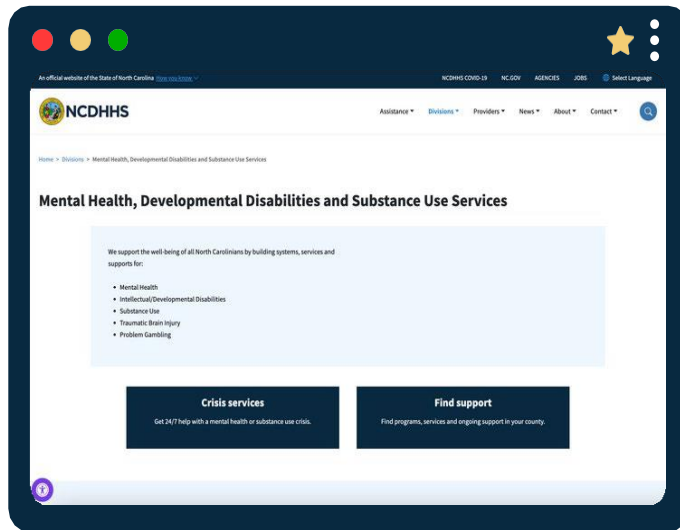 An official website of the State of North Carolina How you know
NCDHHS COVID-19 NC.GOV AGENCIES JOBS Select Language
NCDHHS
Assistance Divisions Providers News About Contact
Home > Divisions > Mental Health, Developmental Disabilities and Substance Use Services
Mental Health, Developmental Disabilities and Substance Use Services
We support the well-being of all North Carolinians by building systems, services and
supports for:
• Mental Health
• Intellectual/Developmental Disabilities
• Substance Use
• Traumatic Brain Injury
• Problem Gambling
Crisis services
Get 24/7 help with a mental health or substance use crisis.
Find support
Find programs, services and ongoing support in your county.